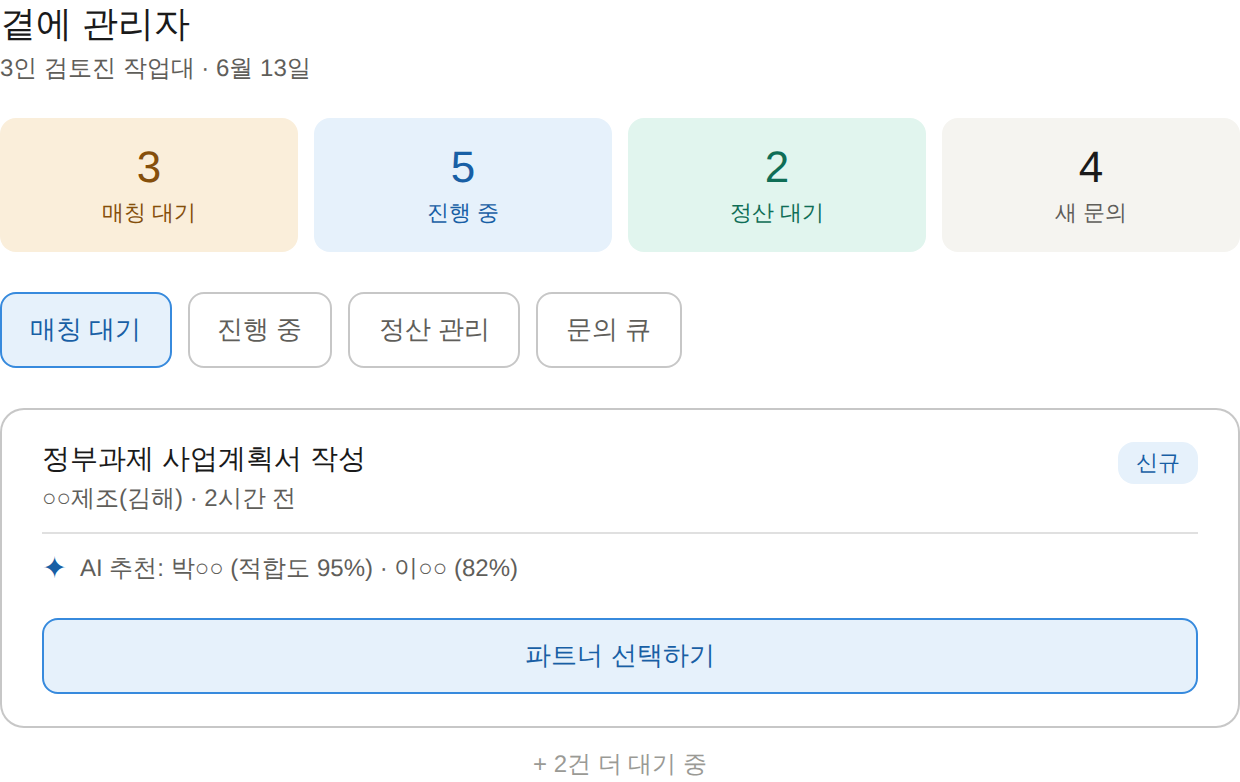 곁에 관리자
3인 검토진 작업대 · 6월 13일
3
매칭 대기
5
진행 중
2
정산 대기
4
새 문의
매칭 대기
진행 중
정산 관리
문의 큐
정부과제 사업계획서 작성
신규
○○제조(김해) · 2시간 전
✦ AI 추천: 박○○ (적합도 95%) · 이○○ (82%)
파트너 선택하기
+ 2건 더 대기 중